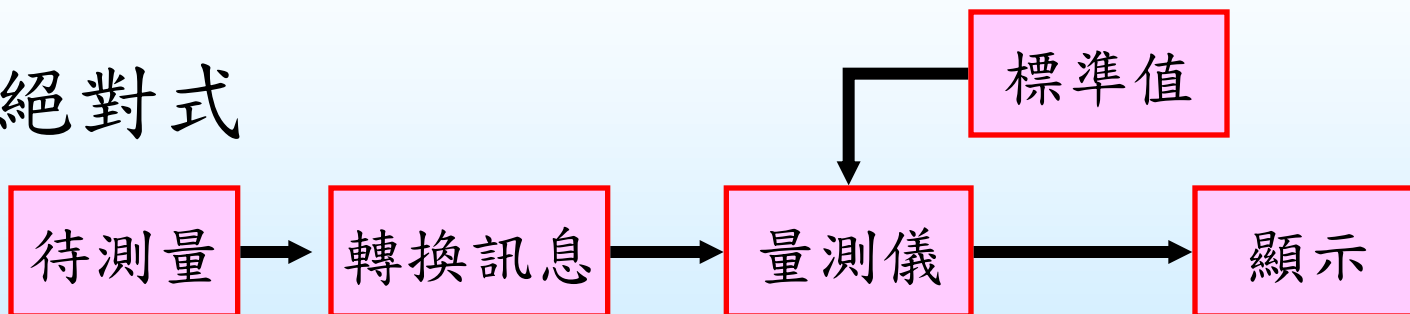 標準值
絕對式
待測量
轉換訊息
量測儀
顯示